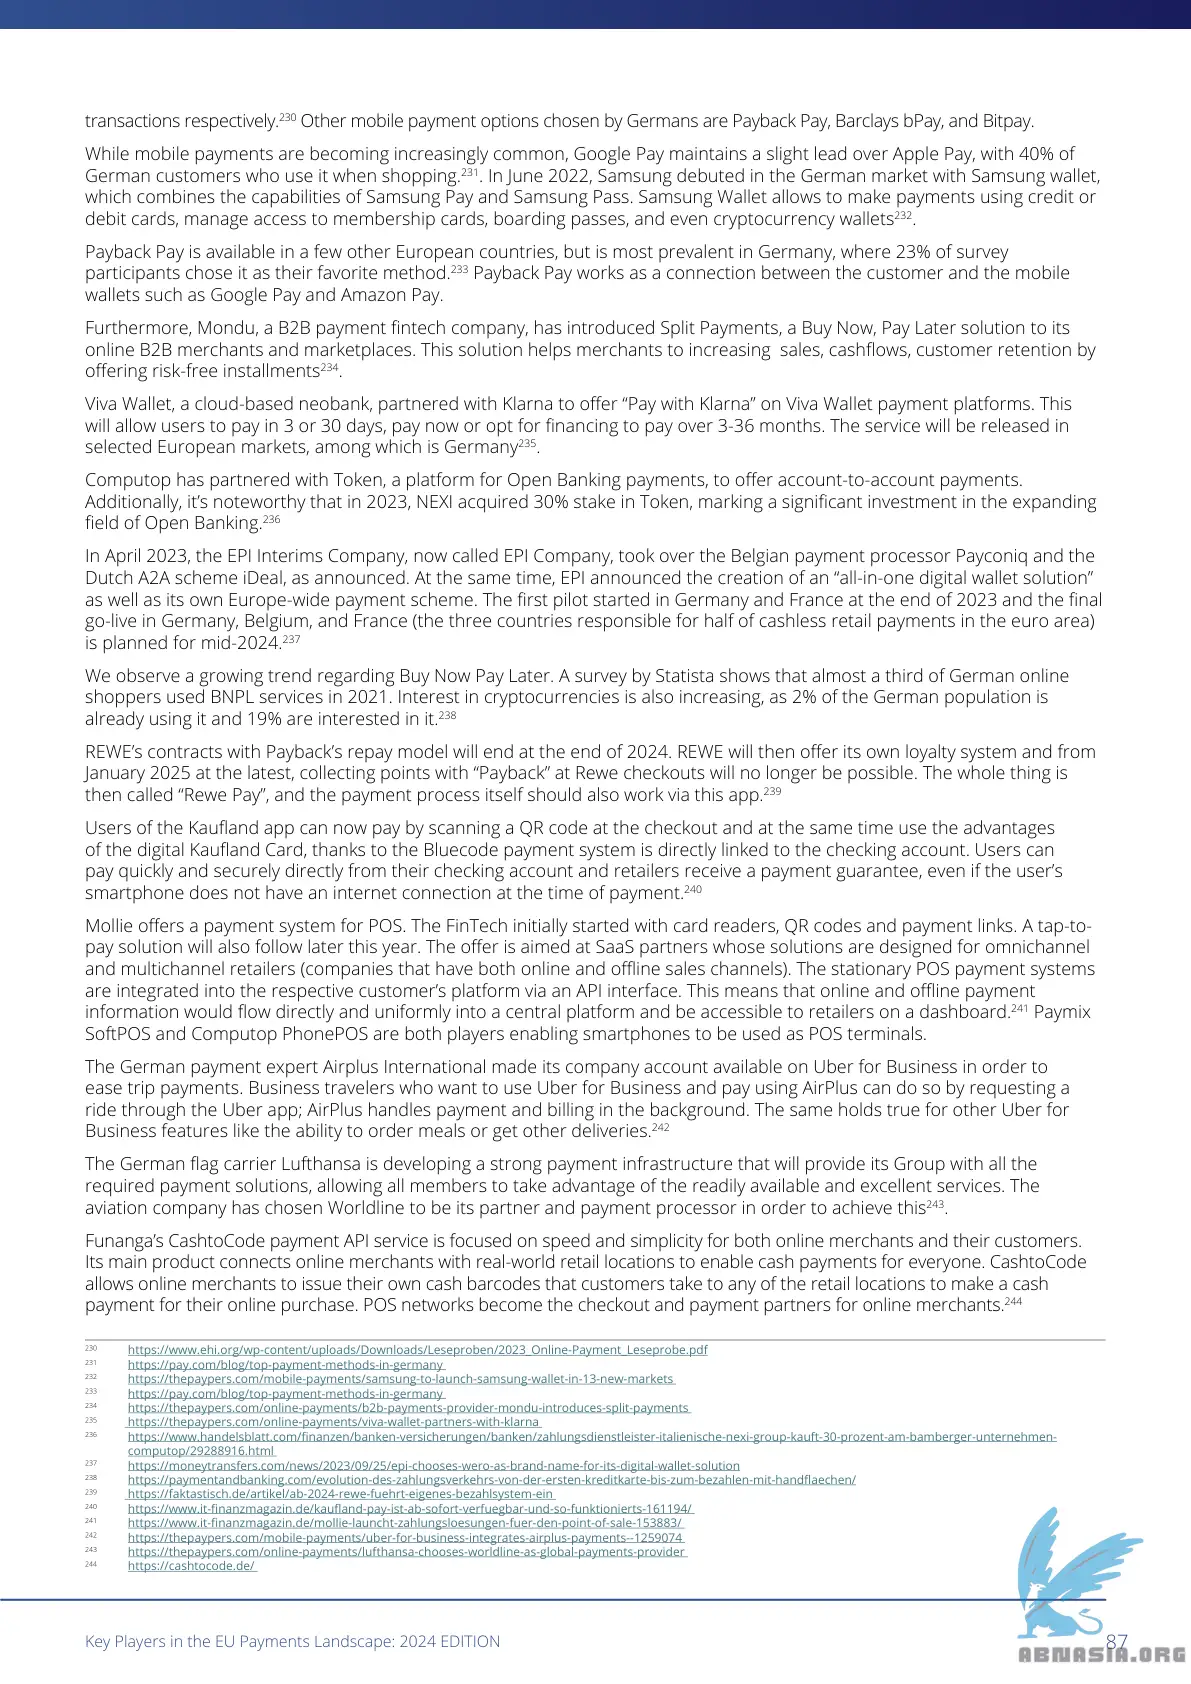 transactions respectively.230 Other mobile payment options chosen by Germans are Payback Pay, Barclays bPay, and Bitpay.
While mobile payments are becoming increasingly common, Google Pay maintains a slight lead over Apple Pay, with 40% of
German customers who use it when shopping.231. In June 2022, Samsung debuted in the German market with Samsung wallet,
which combines the capabilities of Samsung Pay and Samsung Pass. Samsung Wallet allows to make payments using credit or
debit cards, manage access to membership cards, boarding passes, and even cryptocurrency wallets232.
Payback Pay is available in a few other European countries, but is most prevalent in Germany, where 23% of survey
participants chose it as their favorite method.233 Payback Pay works as a connection between the customer and the mobile
wallets such as Google Pay and Amazon Pay.
Furthermore, Mondu, a B2B payment fintech company, has introduced Split Payments, a Buy Now, Pay Later solution to its
online B2B merchants and marketplaces. This solution helps merchants to increasing  sales, cashflows, customer retention by
offering risk-free installments234.
Viva Wallet, a cloud-based neobank, partnered with Klarna to offer “Pay with Klarna” on Viva Wallet payment platforms. This
will allow users to pay in 3 or 30 days, pay now or opt for financing to pay over 3-36 months. The service will be released in
selected European markets, among which is Germany235.
Computop has partnered with Token, a platform for Open Banking payments, to offer account-to-account payments.
Additionally, it’s noteworthy that in 2023, NEXI acquired 30% stake in Token, marking a significant investment in the expanding
field of Open Banking.236
In April 2023, the EPI Interims Company, now called EPI Company, took over the Belgian payment processor Payconiq and the
Dutch A2A scheme iDeal, as announced. At the same time, EPI announced the creation of an “all-in-one digital wallet solution”
as well as its own Europe-wide payment scheme. The first pilot started in Germany and France at the end of 2023 and the final
go-live in Germany, Belgium, and France (the three countries responsible for half of cashless retail payments in the euro area)
is planned for mid-2024.237
We observe a growing trend regarding Buy Now Pay Later. A survey by Statista shows that almost a third of German online
shoppers used BNPL services in 2021. Interest in cryptocurrencies is also increasing, as 2% of the German population is
already using it and 19% are interested in it.238
REWE’s contracts with Payback’s repay model will end at the end of 2024. REWE will then offer its own loyalty system and from
January 2025 at the latest, collecting points with “Payback” at Rewe checkouts will no longer be possible. The whole thing is
then called “Rewe Pay”, and the payment process itself should also work via this app.239
Users of the Kaufland app can now pay by scanning a QR code at the checkout and at the same time use the advantages
of the digital Kaufland Card, thanks to the Bluecode payment system is directly linked to the checking account. Users can
pay quickly and securely directly from their checking account and retailers receive a payment guarantee, even if the user’s
smartphone does not have an internet connection at the time of payment.240
Mollie offers a payment system for POS. The FinTech initially started with card readers, QR codes and payment links. A tap-to-
pay solution will also follow later this year. The offer is aimed at SaaS partners whose solutions are designed for omnichannel
and multichannel retailers (companies that have both online and offline sales channels). The stationary POS payment systems
are integrated into the respective customer’s platform via an API interface. This means that online and offline payment
information would flow directly and uniformly into a central platform and be accessible to retailers on a dashboard.241 Paymix
SoftPOS and Computop PhonePOS are both players enabling smartphones to be used as POS terminals.
The German payment expert Airplus International made its company account available on Uber for Business in order to
ease trip payments. Business travelers who want to use Uber for Business and pay using AirPlus can do so by requesting a
ride through the Uber app; AirPlus handles payment and billing in the background. The same holds true for other Uber for
Business features like the ability to order meals or get other deliveries.242
The German flag carrier Lufthansa is developing a strong payment infrastructure that will provide its Group with all the
required payment solutions, allowing all members to take advantage of the readily available and excellent services. The
aviation company has chosen Worldline to be its partner and payment processor in order to achieve this243.
Funanga’s CashtoCode payment API service is focused on speed and simplicity for both online merchants and their customers.
Its main product connects online merchants with real-world retail locations to enable cash payments for everyone. CashtoCode
allows online merchants to issue their own cash barcodes that customers take to any of the retail locations to make a cash
payment for their online purchase. POS networks become the checkout and payment partners for online merchants.244
230 https://www.ehi.org/wp-content/uploads/Downloads/Leseproben/2023_Online-Payment_Leseprobe.pdf
231 https://pay.com/blog/top-payment-methods-in-germany
232 https://thepaypers.com/mobile-payments/samsung-to-launch-samsung-wallet-in-13-new-markets
233 https://pay.com/blog/top-payment-methods-in-germany
234 https://thepaypers.com/online-payments/b2b-payments-provider-mondu-introduces-split-payments
235 https://thepaypers.com/online-payments/viva-wallet-partners-with-klarna
236 https://www.handelsblatt.com/finanzen/banken-versicherungen/banken/zahlungsdienstleister-italienische-nexi-group-kauft-30-prozent-am-bamberger-unternehmen-
computop/29288916.html
237 https://moneytransfers.com/news/2023/09/25/epi-chooses-wero-as-brand-name-for-its-digital-wallet-solution
238 https://paymentandbanking.com/evolution-des-zahlungsverkehrs-von-der-ersten-kreditkarte-bis-zum-bezahlen-mit-handflaechen/
239 https://faktastisch.de/artikel/ab-2024-rewe-fuehrt-eigenes-bezahlsystem-ein
240 https://www.it-finanzmagazin.de/kaufland-pay-ist-ab-sofort-verfuegbar-und-so-funktionierts-161194/
241 https://www.it-finanzmagazin.de/mollie-launcht-zahlungsloesungen-fuer-den-point-of-sale-153883/
242 https://thepaypers.com/mobile-payments/uber-for-business-integrates-airplus-payments--1259074
243 https://thepaypers.com/online-payments/lufthansa-chooses-worldline-as-global-payments-provider
244 https://cashtocode.de/
Key Players in the EU Payments Landscape: 2024 EDITION
87
ABNASIA.ORG